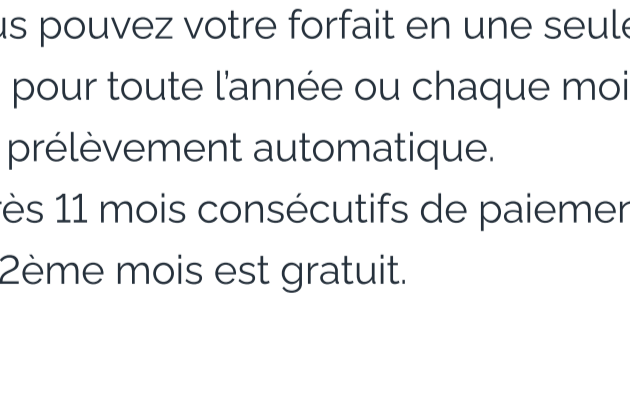 us pouvez votre forfait en une seule
pour toute l'année ou chaque moi
prélèvement automatique.
ès 11 mois consécutifs de paiemen
2ème mois est gratuit.